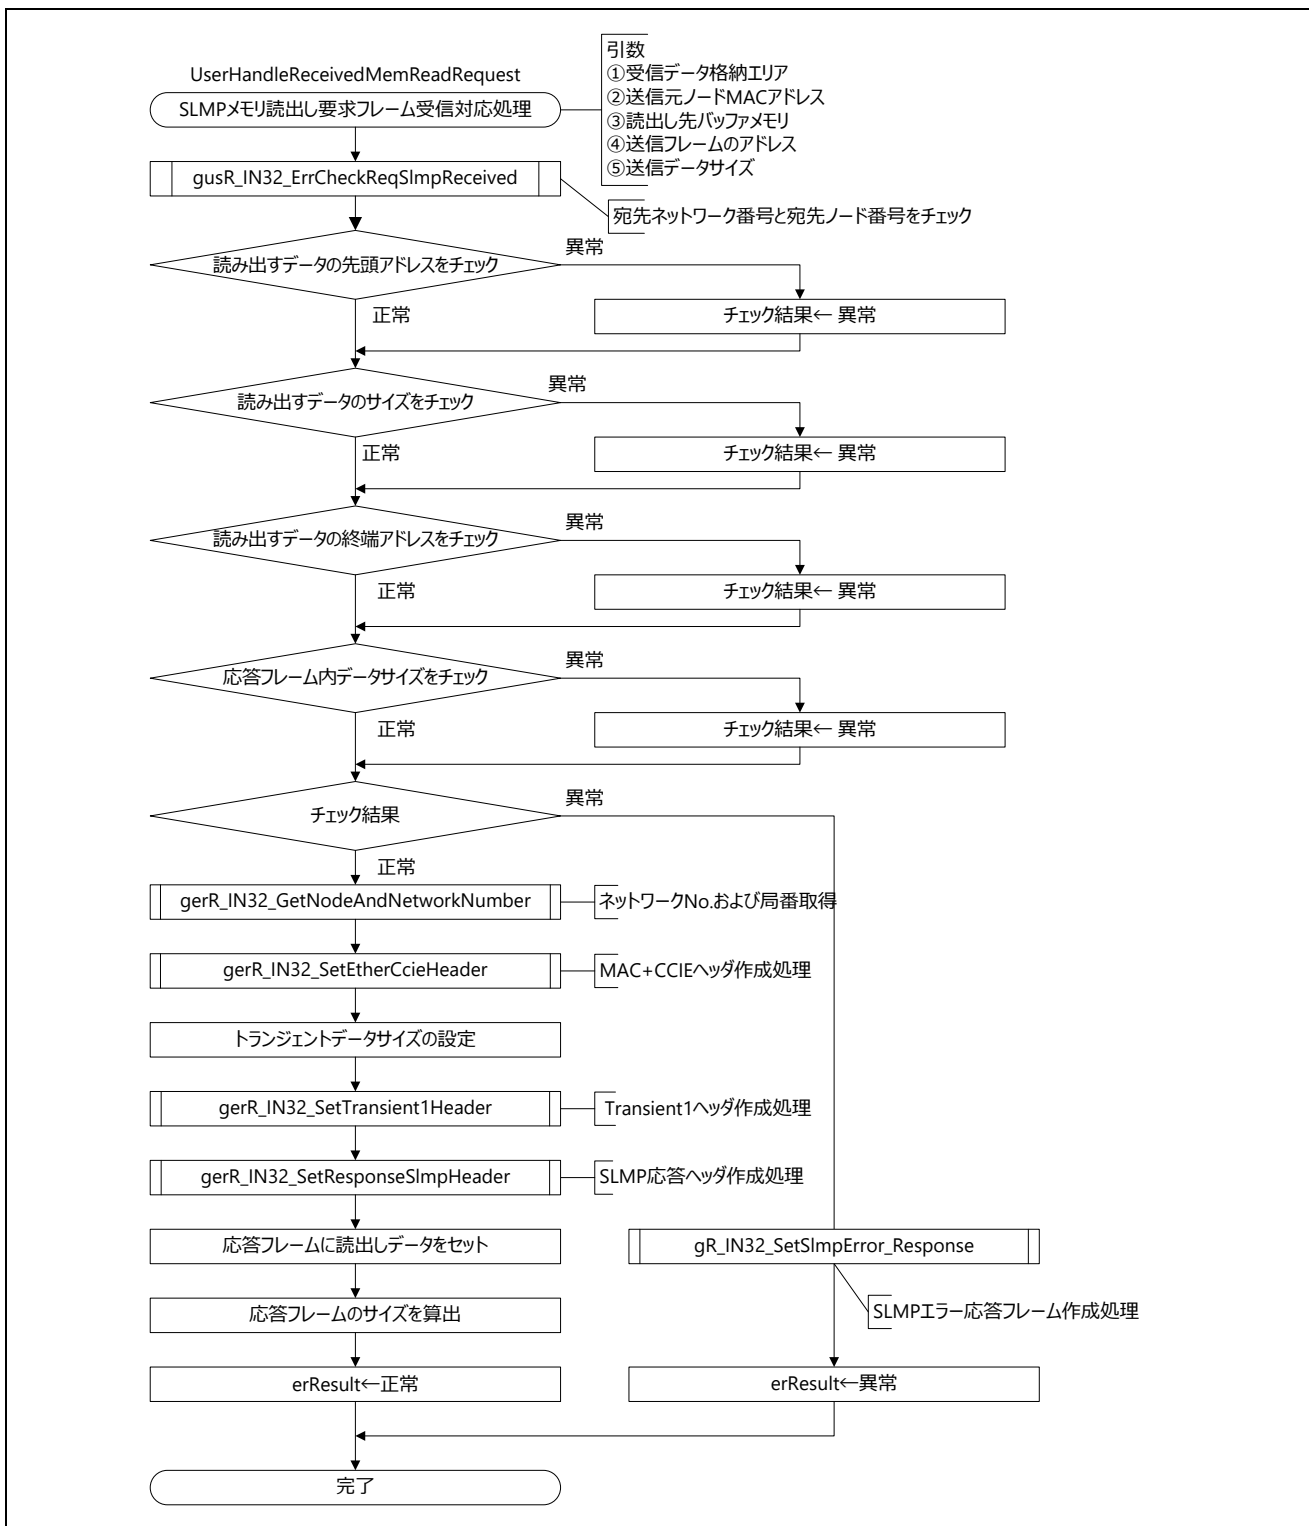 UserHandleReceivedMemReadRequest
SLMPメモリ読出し要求フレーム受信対応処理
引数
①受信データ格納エリア
②送信元ノードMACアドレス
③読出し先バッファメモリ
④送信フレームのアドレス
⑤送信データサイズ
gusR_IN32_ErrCheckReqSlmpReceived
宛先ネットワーク番号と宛先ノード番号をチェック
読み出すデータの先頭アドレスをチェック
異常
チェック結果← 異常
正常
読み出すデータのサイズをチェック
異常
チェック結果← 異常
正常
読み出すデータの終端アドレスをチェック
異常
チェック結果← 異常
正常
応答フレーム内データサイズをチェック
異常
チェック結果← 異常
正常
チェック結果
異常
正常
gerR_IN32_GetNodeAndNetworkNumber
ネットワークNo.および局番取得
gerR_IN32_SetEtherCcieHeader
MAC+CCIEヘッダ作成処理
トランジェントデータサイズの設定
gerR_IN32_SetTransient1Header
Transient1ヘッダ作成処理
gerR_IN32_SetResponseSlmpHeader
SLMP応答ヘッダ作成処理
応答フレームに読出しデータをセット
gR_IN32_SetSlmpError_Response
応答フレームのサイズを算出
SLMPエラー応答フレーム作成処理
erResult←正常
erResult←異常
完了